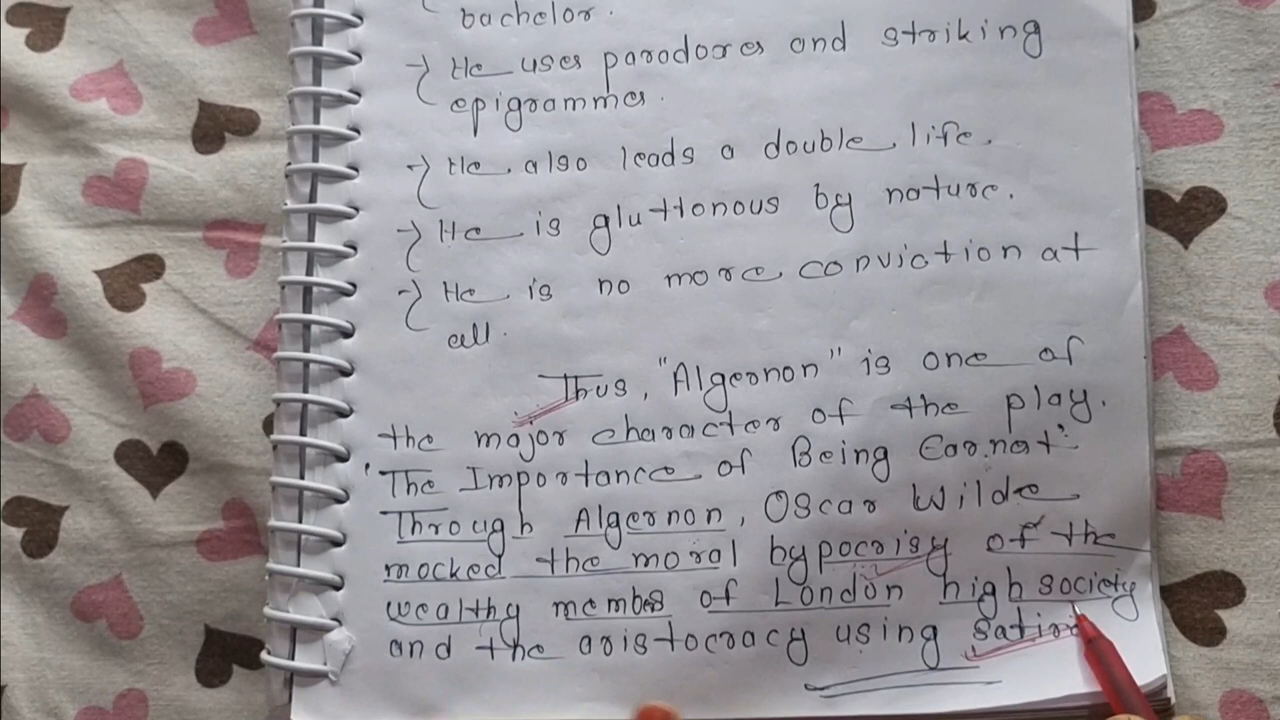 bachelor.
He uses paradoxes and striking
epigrammes.
He also leads a double life.
He is gluttonous by nature.
He is no more conviction at
all.
Thus, "Algernon" is one of
the major character of the play.
'The Importance of Being Earnest'.
Through Algernon, Oscar Wilde
mocked the moral hypocrisy of the
wealthy membes of London high society
and the aristocracy using satire